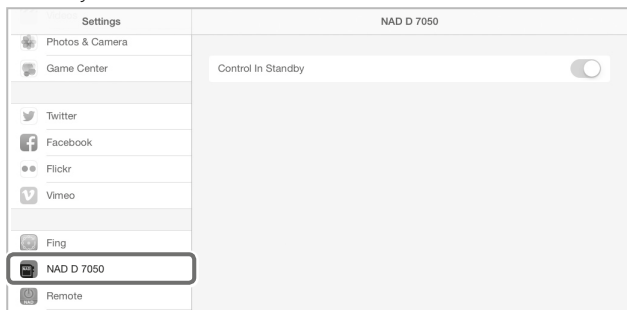 Settings
NAD D 7050
Photos & Camera
Game Center
Control In Standby
Twitter
Facebook
Flickr
Vimeo
Fing
NAD D 7050
Remote